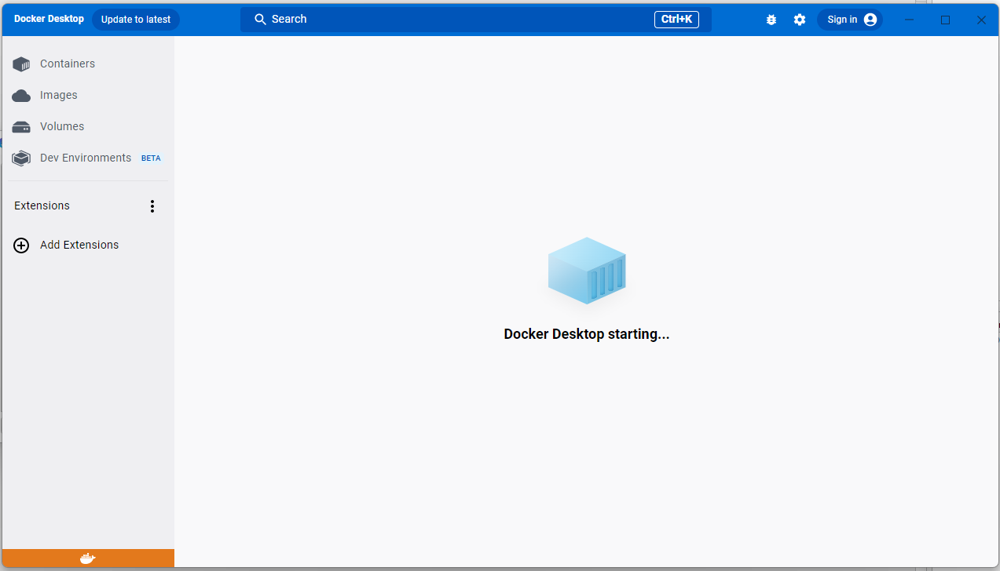 Docker Desktop Update to latest Search Ctrl+K Sign in
Containers
Images
Volumes
Dev Environments BETA
Extensions
Add Extensions
Docker Desktop starting...